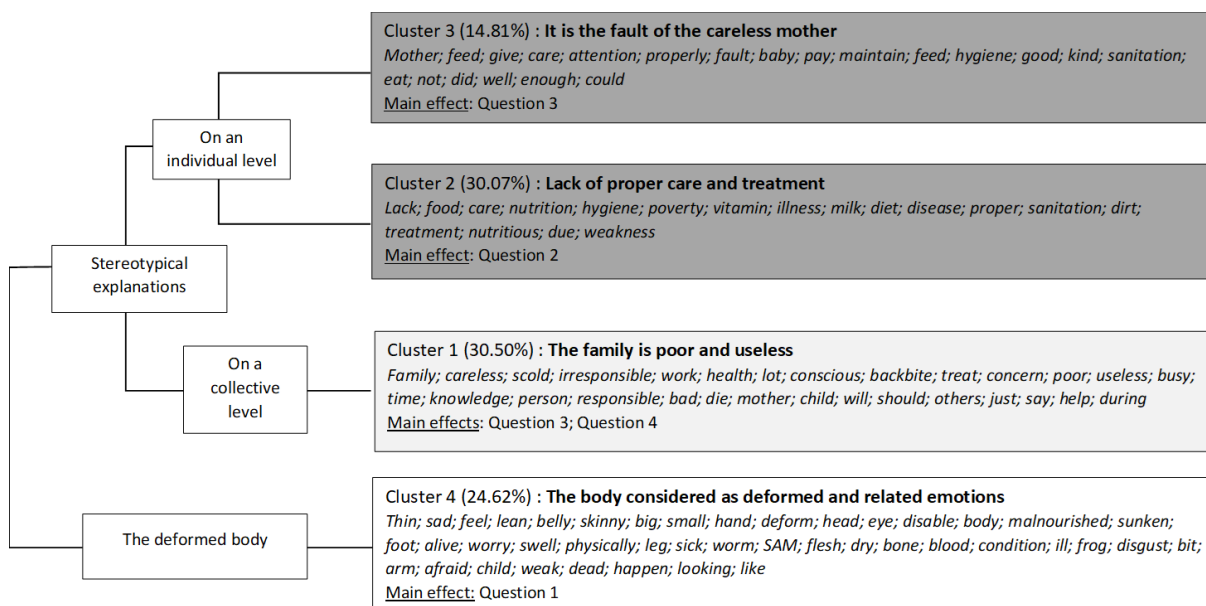 Cluster 3 (14.81%) : It is the fault of the careless mother
Mother; feed; give; care; attention; properly; fault; baby; pay; maintain; feed; hygiene; good; kind; sanitation;
eat; not; did; well; enough; could
Main effect: Question 3
On an
individual level
Cluster 2 (30.07%) : Lack of proper care and treatment
Lack; food; care; nutrition; hygiene; poverty; vitamin; illness; milk; diet; disease; proper; sanitation; dirt;
treatment; nutritious; due; weakness
Main effect: Question 2
Stereotypical
explanations
On a
collective
level
Cluster 1 (30.50%) : The family is poor and useless
Family; careless; scold; irresponsible; work; health; lot; conscious; backbite; treat; concern; poor; useless; busy;
time; knowledge; person; responsible; bad; die; mother; child; will; should; others; just; say; help; during
Main effects: Question 3; Question 4
Cluster 4 (24.62%) : The body considered as deformed and related emotions
Thin; sad; feel; lean; belly; skinny; big; small; hand; deform; head; eye; disable; body; malnourished; sunken;
foot; alive; worry; swell; physically; leg; sick; worm; SAM; flesh; dry; bone; blood; condition; ill; frog; disgust; bit;
arm; afraid; child; weak; dead; happen; looking; like
Main effect: Question 1
The deformed body